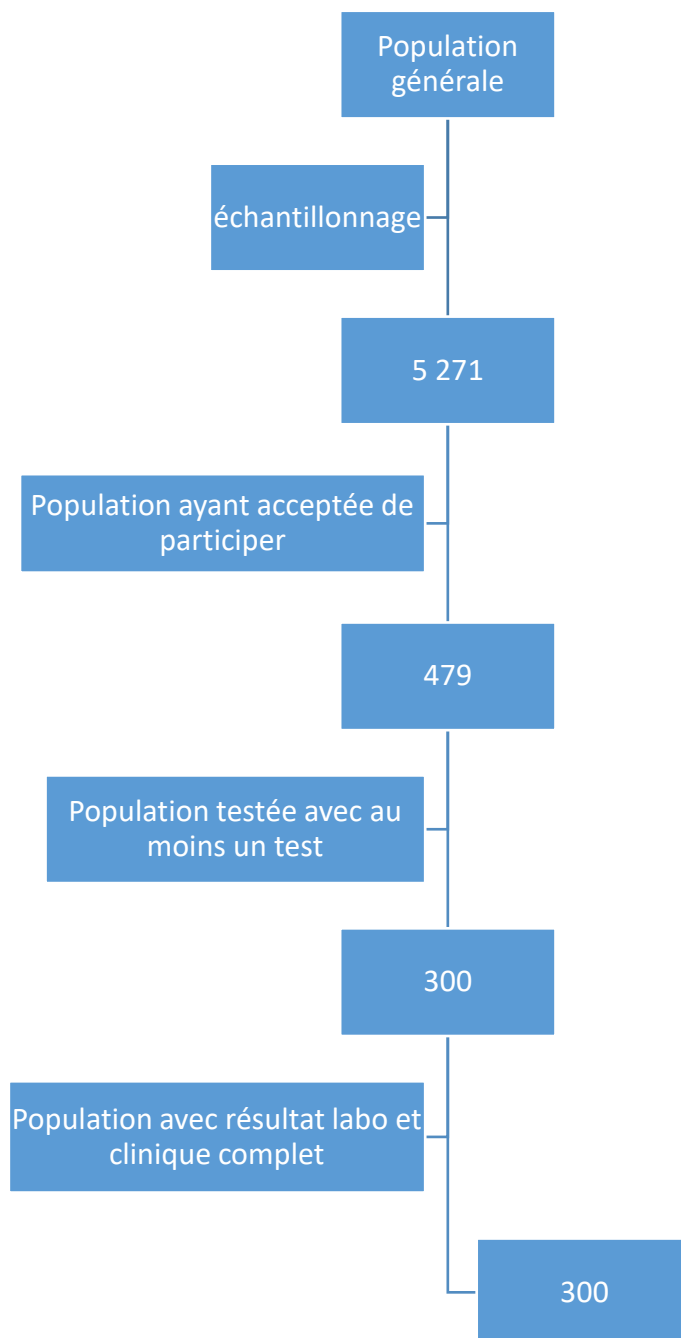 Population
générale
échantillonnage
5 271
Population ayant acceptée de
participer
479
Population testée avec au
moins un test
300
Population avec résultat labo et
clinique complet
300